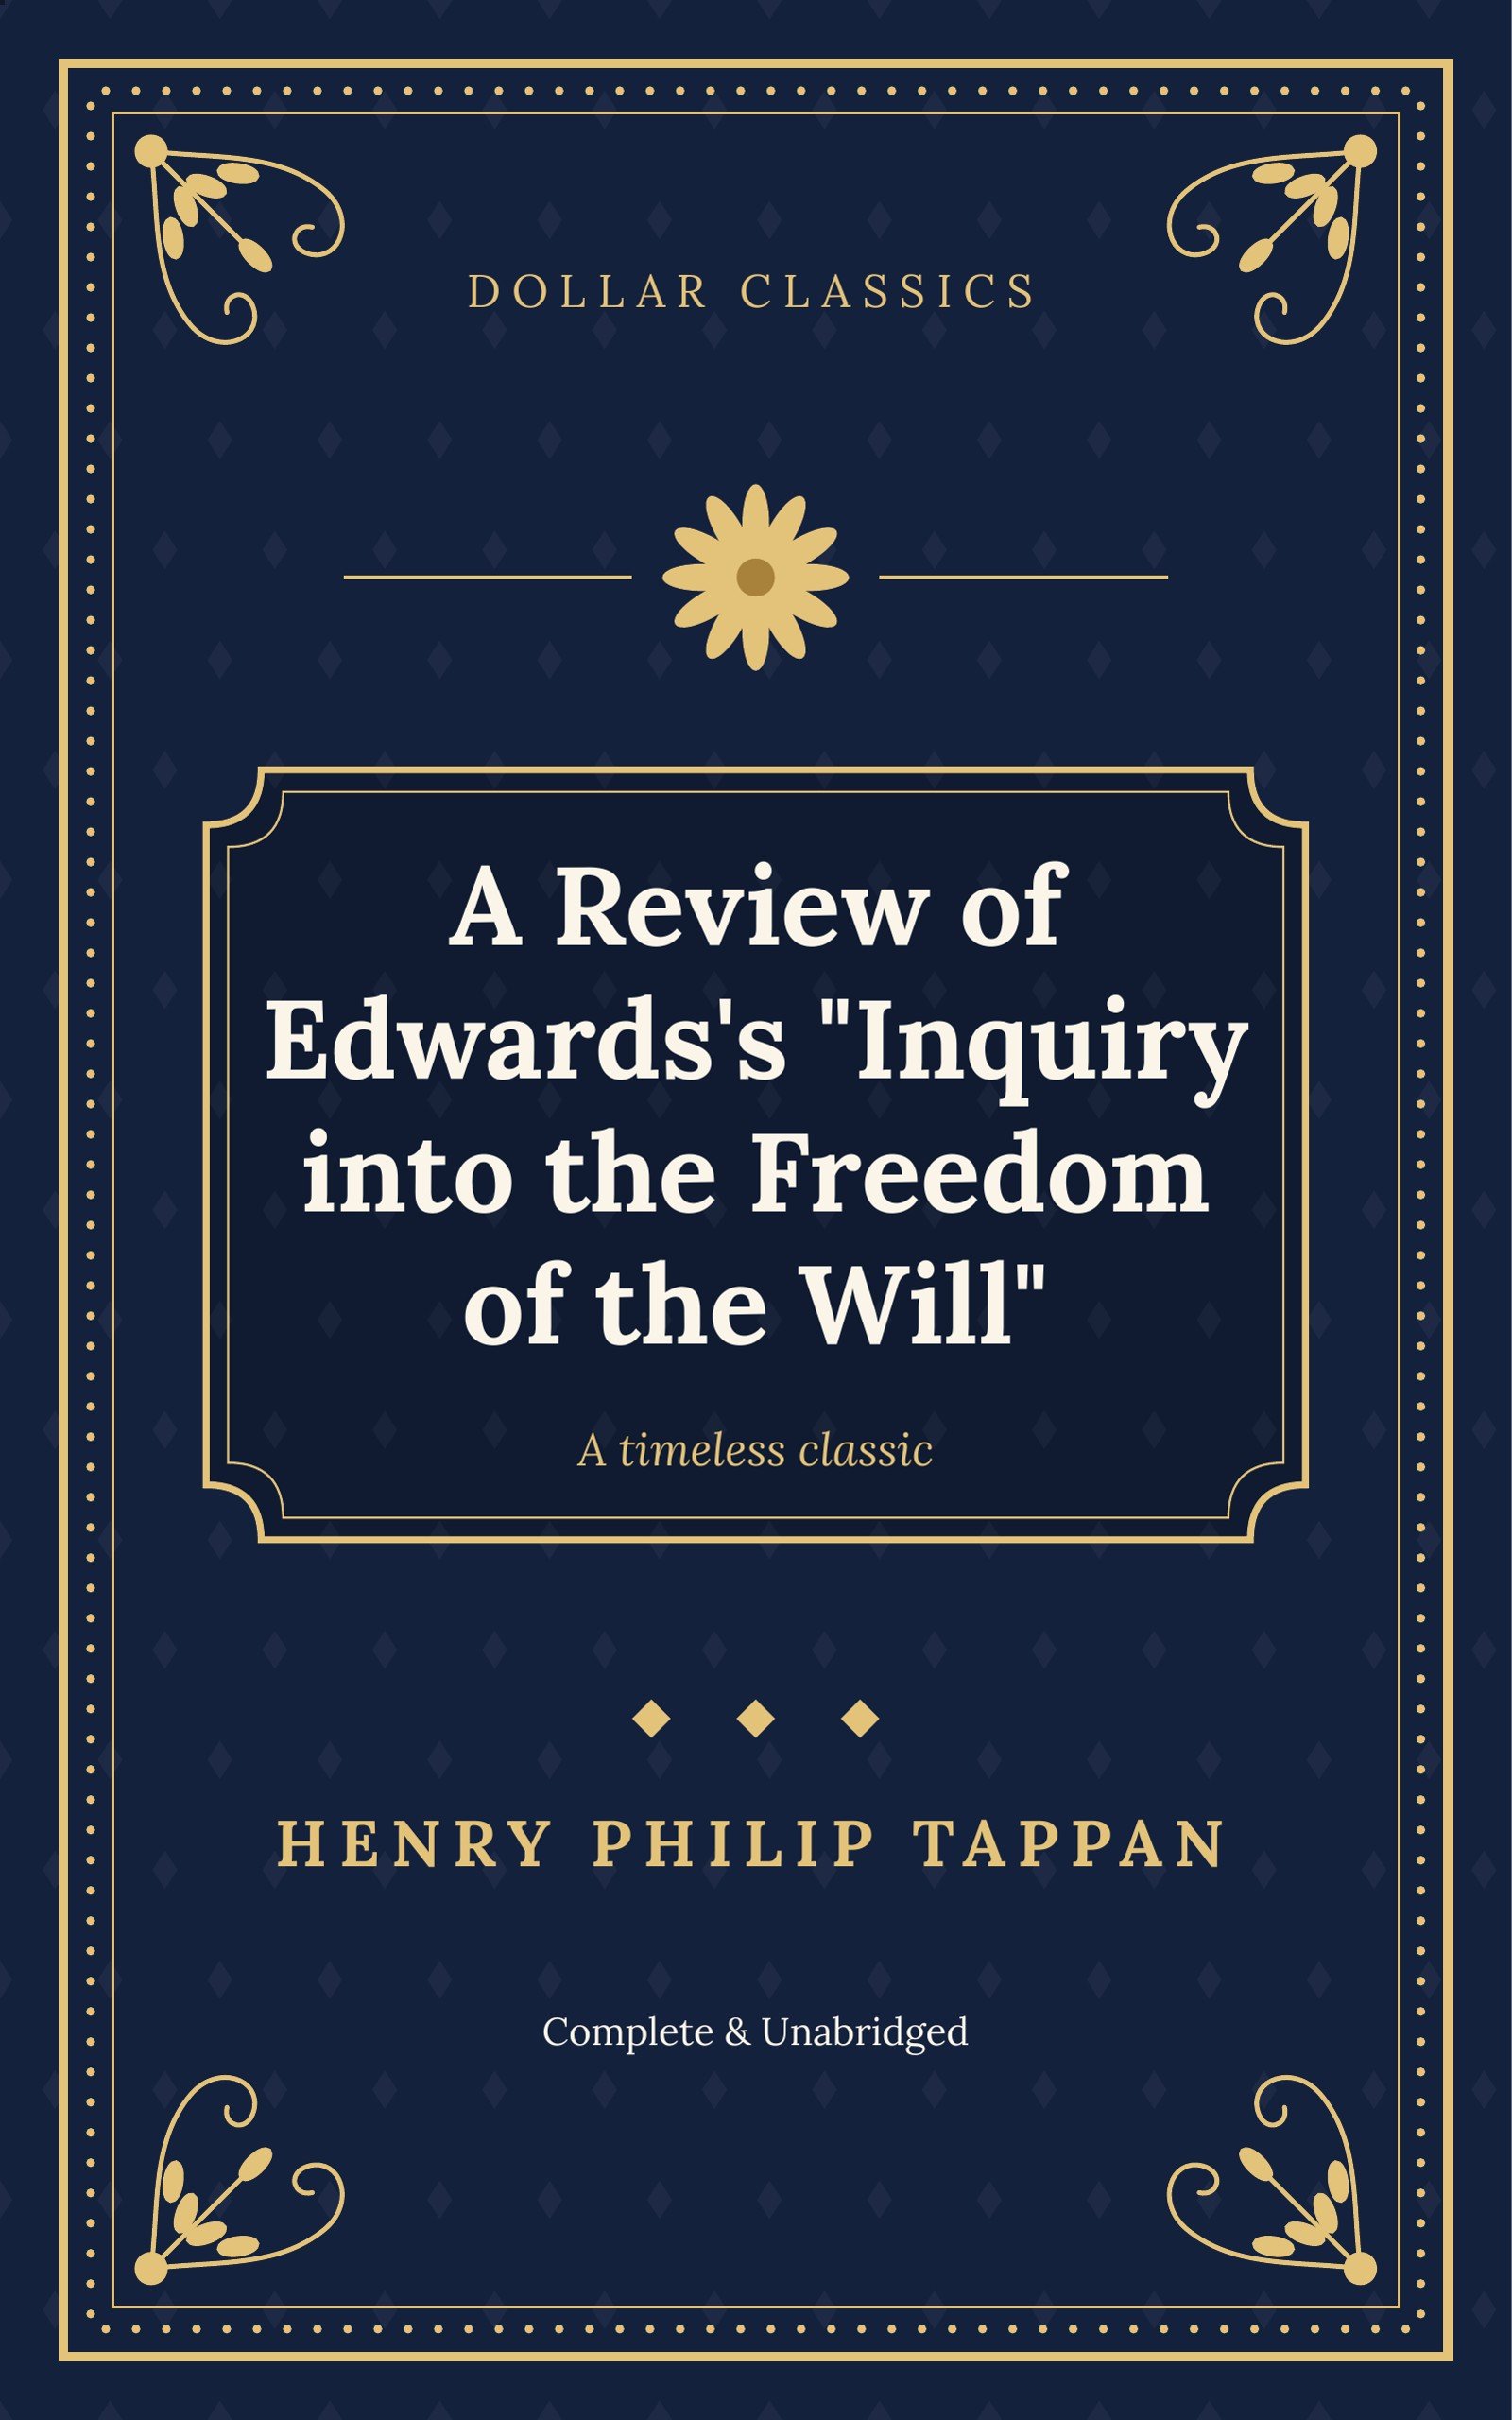 DOLLAR CLASSICS
A Review of
Edwards's "Inquiry
into the Freedom
of the Will"
A timeless classic
HENRY PHILIP TAPPAN
Complete & Unabridged